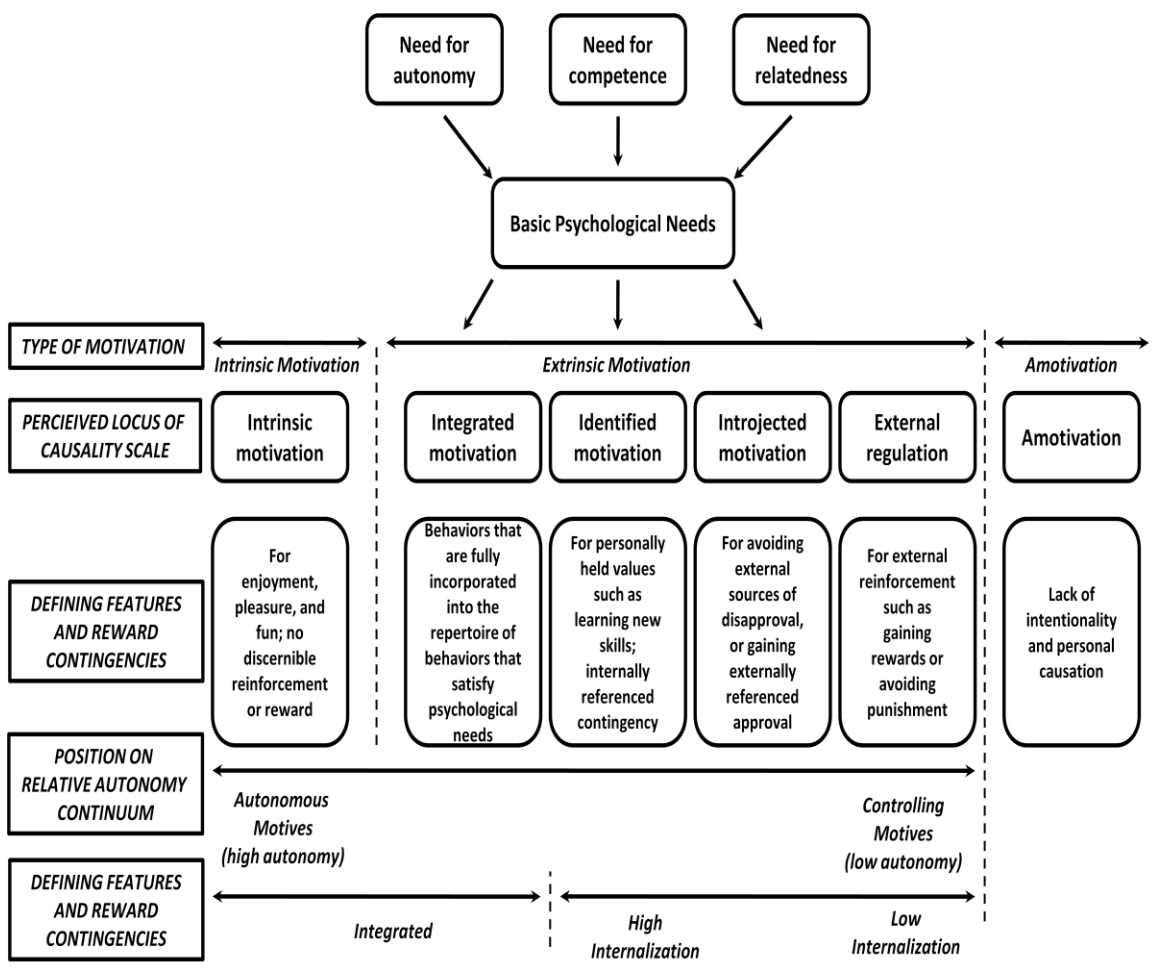 Need for
autonomy
Need for
competence
Need for
relatedness
Basic Psychological Needs
TYPE OF MOTIVATION
Intrinsic Motivation
Extrinsic Motivation
Amotivation
PERCIEIVED LOCUS OF
CAUSALITY SCALE
Intrinsic
motivation
Integrated
motivation
Identified
motivation
Introjected
motivation
External
regulation
Amotivation
DEFINING FEATURES
AND REWARD
CONTINGENCIES
For
enjoyment,
pleasure, and
fun; no
discernible
reinforcement
or reward
Behaviors that
are fully
incorporated
into the
repertoire of
behaviors that
satisfy
psychological
needs
For personally
held values
such as
learning new
skills;
internally
referenced
contingency
For avoiding
external
sources of
disapproval,
or gaining
externally
referenced
approval
For external
reinforcement
such as
gaining
rewards or
avoiding
punishment
Lack of
intentionality
and personal
causation
POSITION ON
RELATIVE AUTONOMY
CONTINUUM
Autonomous
Motives
(high autonomy)
Controlling
Motives
(low autonomy)
DEFINING FEATURES
AND REWARD
CONTINGENCIES
Integrated
High
Internalization
Low
Internalization